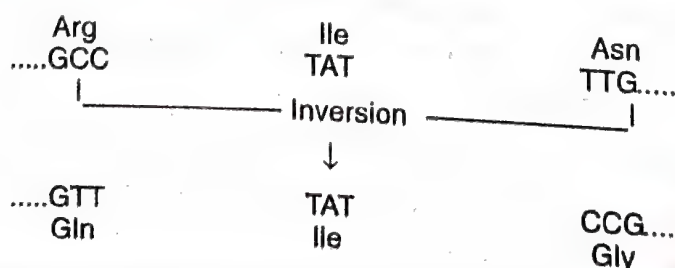 Arg Ile Asn
.....GCC TAT TTG.....
Inversion
↓
.....GTT TAT CCG.....
Gln Ile Gly